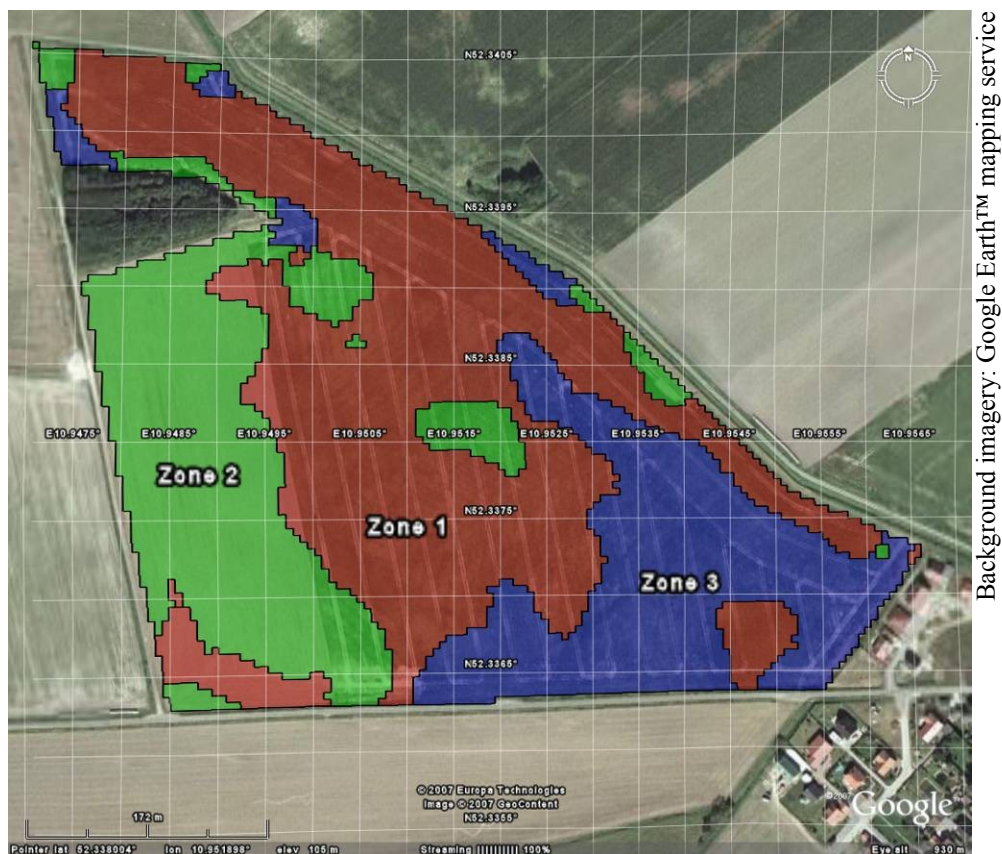 N52.3405°
N
N52.3395°
N52.3385°
E10.9475° E10.9485° E10.9495° E10.9505° E10.9515° E10.9525° E10.9535° E10.9545° E10.9555° E10.9565°
Zone 2
N52.3375°
Zone 1
Zone 3
N52.3365°
© 2007 Europa Technologies
Image © 2007 GeoContent
N52.3355°
©2007 Google
172 m
Pointer lat 52.338004° lon 10.951898° elev 105 m Streaming |||||||||| 100% Eye alt 930 m
Background imagery: Google Earth™ mapping service